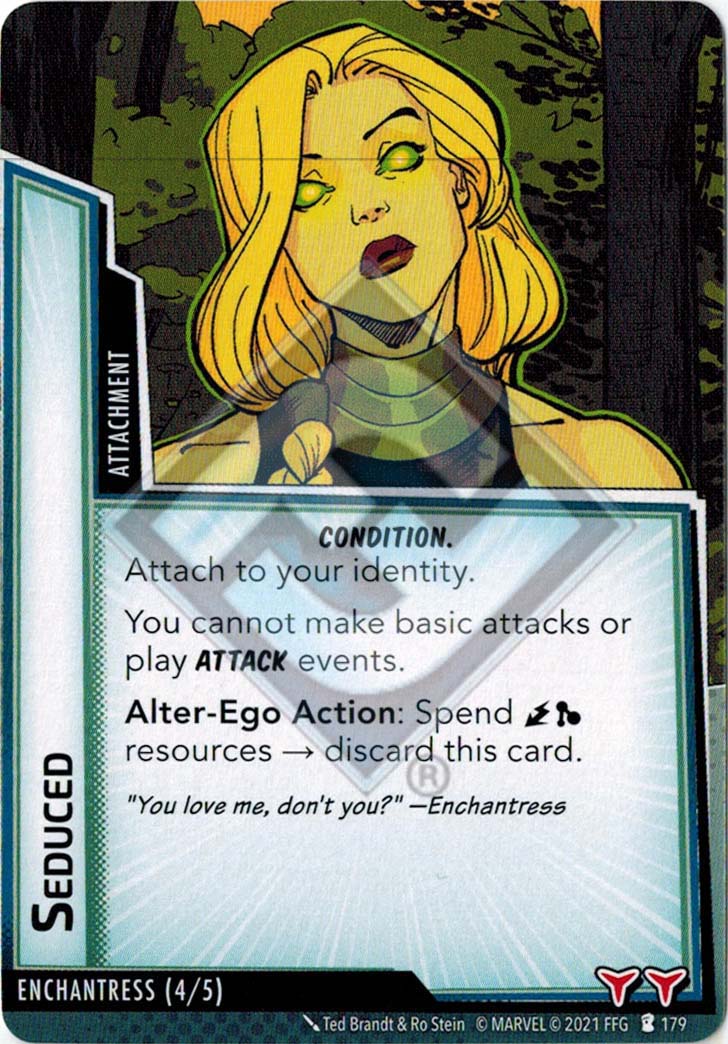 ATTACHMENT
CONDITION.
Attach to your identity.
You cannot make basic attacks or
play ATTACK events.
Alter-Ego Action: Spend
resources → discard this card.
"You love me, don't you?" —Enchantress
SEDUCED
ENCHANTRESS (4/5)
Ted Brandt & Ro Stein © MARVEL © 2021 FFG 179
®